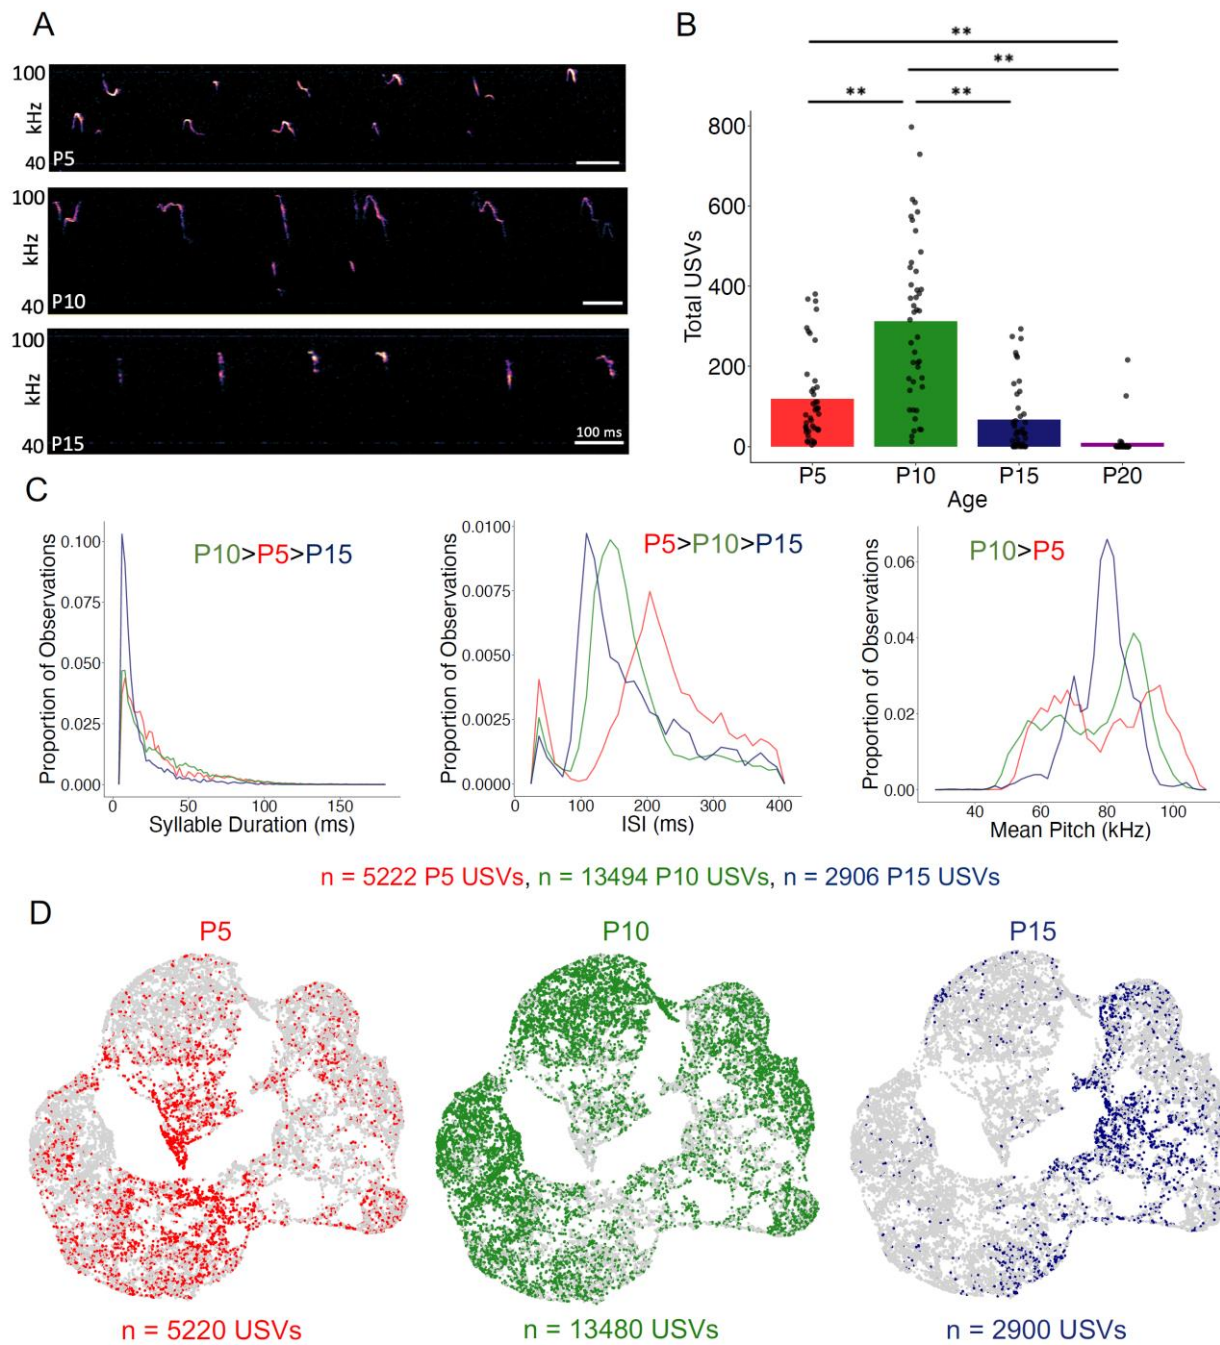 A
100
kHz
40
P5
100
kHz
40
P10
100
kHz
40
P15
100 ms
B
**
**
** **
Total USVs
800
600
400
200
0
P5 P10 P15 P20
Age
C
Proportion of Observations
0.100
0.075
0.050
0.025
0.000
P10>P5>P15
0 50 100 150
Syllable Duration (ms)
Proportion of Observations
0.0100
0.0075
0.0050
0.0025
0.0000
P5>P10>P15
0 100 200 300 400
ISI (ms)
Proportion of Observations
0.06
0.04
0.02
0.00
P10>P5
40 60 80 100
Mean Pitch (kHz)
n = 5222 P5 USVs, n = 13494 P10 USVs, n = 2906 P15 USVs
D
P5 P10 P15
n = 5220 USVs n = 13480 USVs n = 2900 USVs